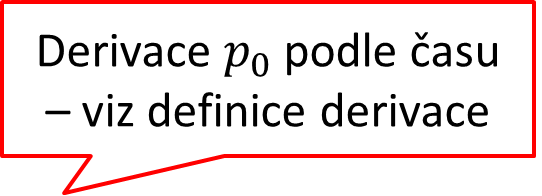 Derivace p₀ podle času
– viz definice derivace